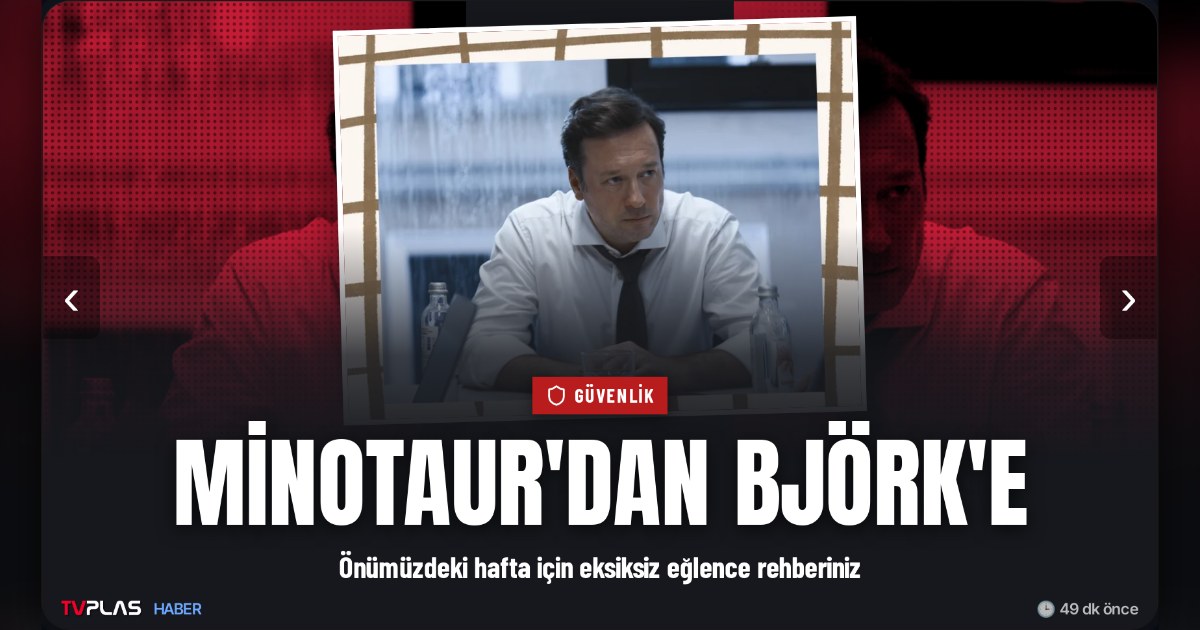 GÜVENLİK
MİNOTAUR'DAN BJÖRK'E
Önümüzdeki hafta için eksiksiz eğlence rehberiniz
TVPLAS HABER
49 dk önce